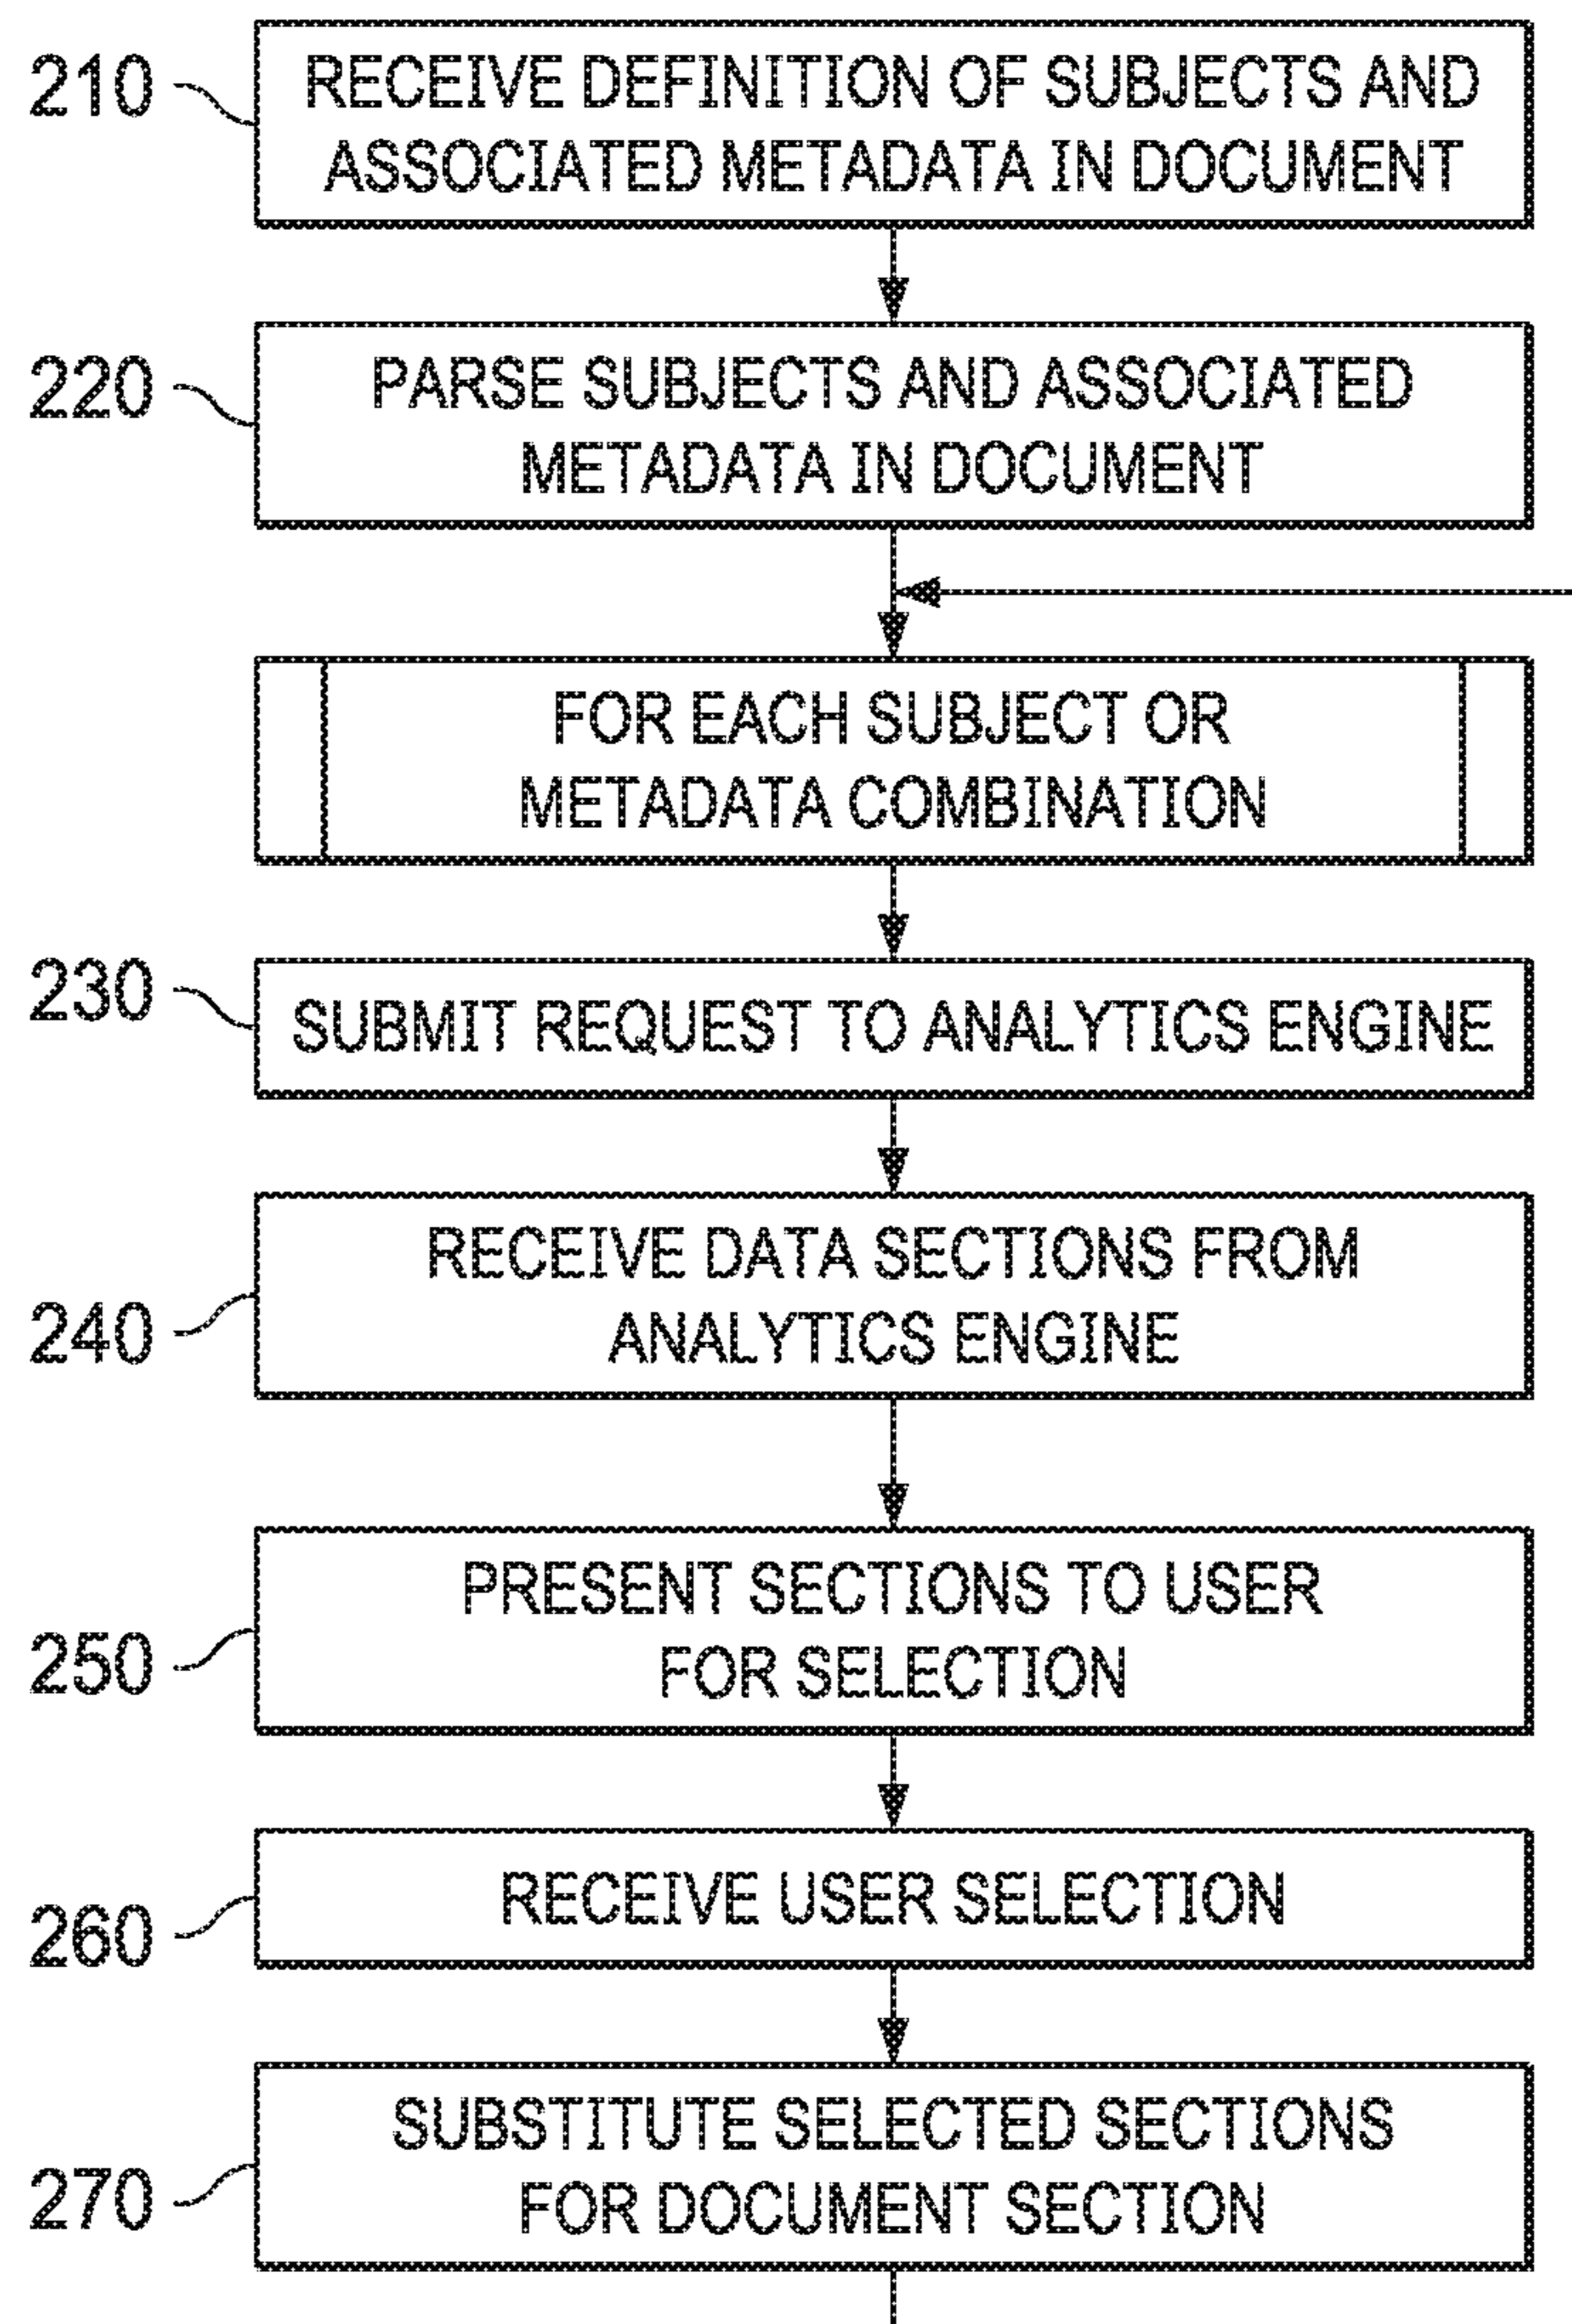 210
RECEIVE DEFINITION OF SUBJECTS AND
ASSOCIATED METADATA IN DOCUMENT
220
PARSE SUBJECTS AND ASSOCIATED
METADATA IN DOCUMENT
FOR EACH SUBJECT OR
METADATA COMBINATION
230
SUBMIT REQUEST TO ANALYTICS ENGINE
240
RECEIVE DATA SECTIONS FROM
ANALYTICS ENGINE
250
PRESENT SECTIONS TO USER
FOR SELECTION
260
RECEIVE USER SELECTION
270
SUBSTITUTE SELECTED SECTIONS
FOR DOCUMENT SECTION